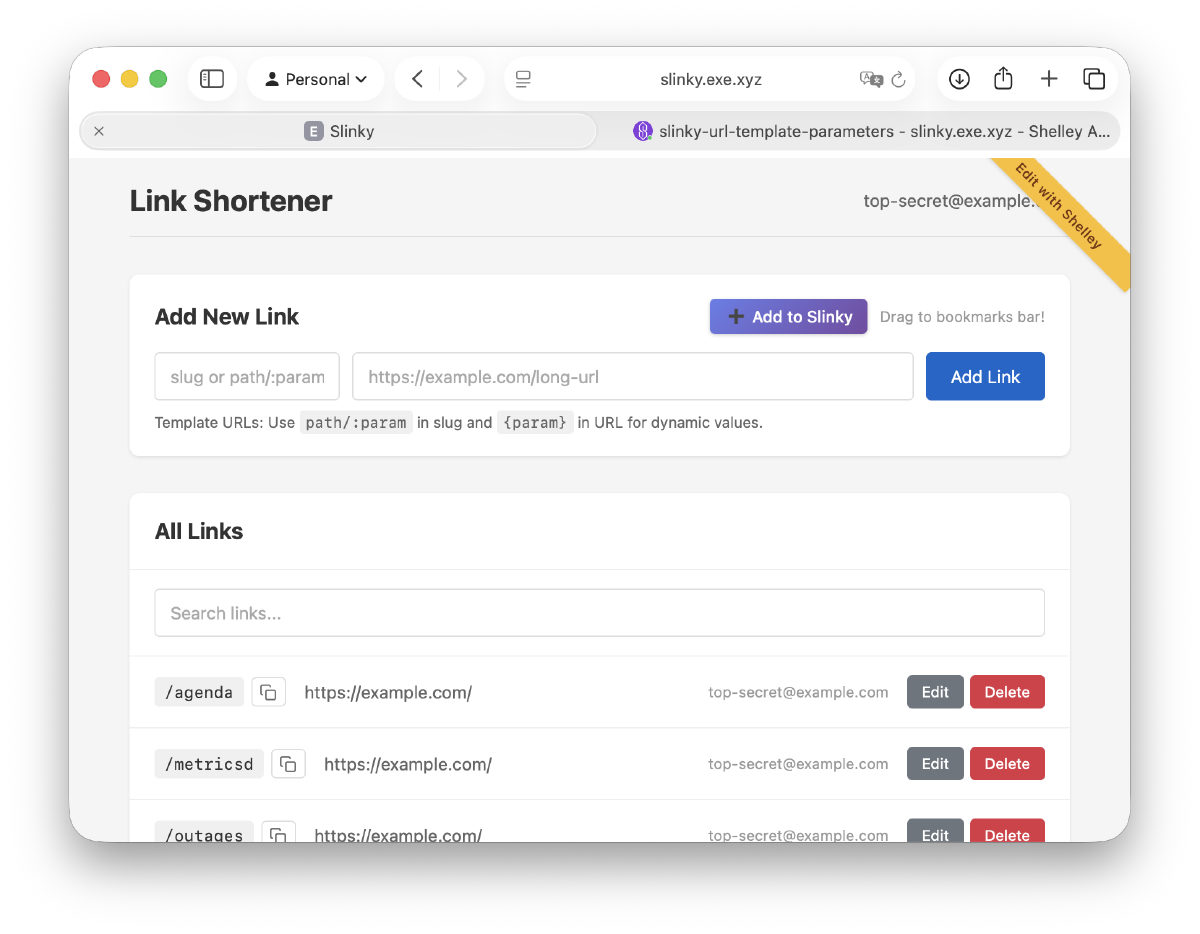 Personal
slinky.exe.xyz
E Slinky
slinky-url-template-parameters - slinky.exe.xyz - Shelley A...
Link Shortener
top-secret@example.
Edit with Shelley
Add New Link
Add to Slinky
Drag to bookmarks bar!
slug or path/:param
https://example.com/long-url
Add Link
Template URLs: Use path/:param in slug and {param} in URL for dynamic values.
All Links
Search links...
/agenda https://example.com/ top-secret@example.com Edit Delete
/metricsd https://example.com/ top-secret@example.com Edit Delete
/outages https://example.com/ top-secret@example.com Edit Delete